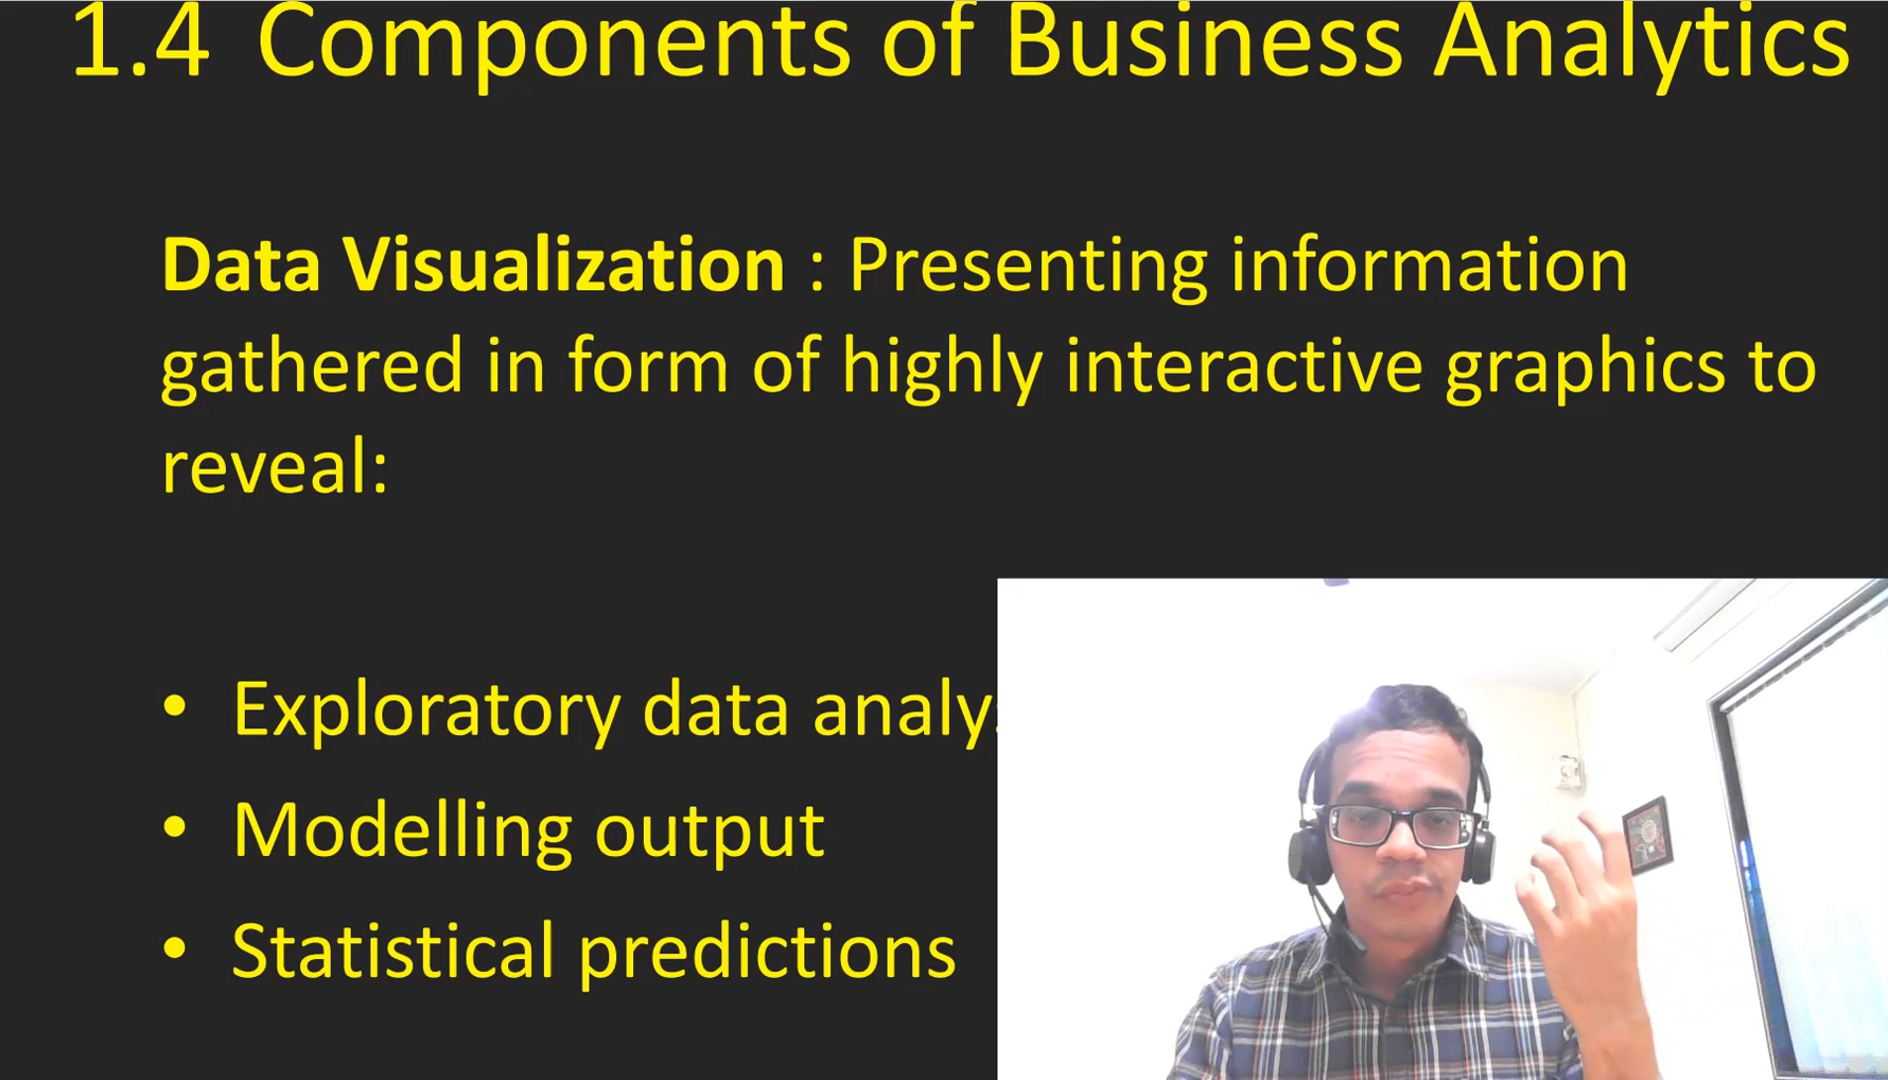 1.4 Components of Business Analytics
Data Visualization : Presenting information
gathered in form of highly interactive graphics to
reveal:
• Exploratory data
• Modelling output
• Statistical predictions